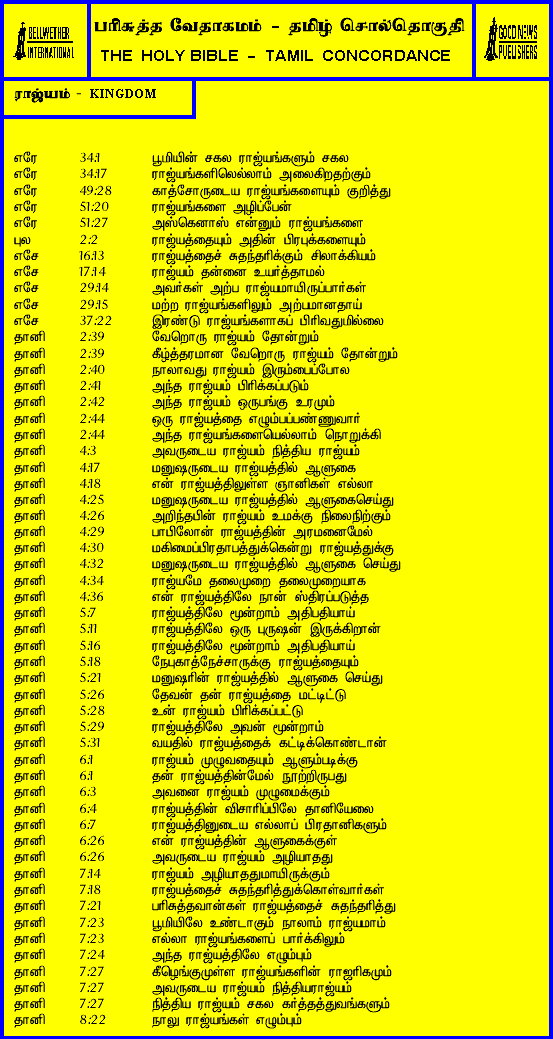 BELLWETHER
INTERNATIONAL
பரிசுத்த வேதாகமம் - தமிழ் சொல்தொகுதி
THE HOLY BIBLE - TAMIL CONCORDANCE
GOOD NEWS
PUBLISHERS
ராஜ்யம் - KINGDOM
எரே 34:1 பூமியின் சகல ராஜ்யங்களும் சகல
எரே 34:17 ராஜ்யங்களிலெல்லாம் அலைகிறதற்கும்
எரே 49:28 காத்சோருடைய ராஜ்யங்களையும் குறித்து
எரே 51:20 ராஜ்யங்களை அழிப்பேன்
எரே 51:27 அஸ்கெனாஸ் என்னும் ராஜ்யங்களை
புல 2:2 ராஜ்யத்தையும் அதின் பிரபுக்களையும்
எசே 16:13 ராஜ்யத்தைச் சுதந்தரிக்கும் சிலாக்கியம்
எசே 17:14 ராஜ்யம் தன்னை உயர்த்தாமல்
எசே 29:14 அவர்கள் அற்ப ராஜ்யமாயிருப்பார்கள்
எசே 29:15 மற்ற ராஜ்யங்களிலும் அற்பமானதாய்
எசே 37:22 இரண்டு ராஜ்யங்களாகப் பிரிவதுமில்லை
தானி 2:39 வேறொரு ராஜ்யம் தோன்றும்
தானி 2:39 கீழ்த்தரமான வேறொரு ராஜ்யம் தோன்றும்
தானி 2:40 நாலாவது ராஜ்யம் இரும்பைப்போல
தானி 2:41 அந்த ராஜ்யம் பிரிக்கப்படும்
தானி 2:42 அந்த ராஜ்யம் ஒருபங்கு உரமும்
தானி 2:44 ஒரு ராஜ்யத்தை எழும்பப்பண்ணுவார்
தானி 2:44 அந்த ராஜ்யங்களையெல்லாம் நொறுக்கி
தானி 4:3 அவருடைய ராஜ்யம் நித்திய ராஜ்யம்
தானி 4:17 மனுஷருடைய ராஜ்யத்தில் ஆளுகை
தானி 4:18 என் ராஜ்யத்திலுள்ள ஞானிகள் எல்லா
தானி 4:25 மனுஷருடைய ராஜ்யத்தில் ஆளுகைசெய்து
தானி 4:26 அறிந்தபின் ராஜ்யம் உமக்கு நிலைநிற்கும்
தானி 4:29 பாபிலோன் ராஜ்யத்தின் அரமனைமேல்
தானி 4:30 மகிமைப்பிரதாபத்துக்கென்று ராஜ்யத்துக்கு
தானி 4:32 மனுஷருடைய ராஜ்யத்தில் ஆளுகை செய்து
தானி 4:34 ராஜ்யமே தலைமுறை தலைமுறையாக
தானி 4:36 என் ராஜ்யத்திலே நான் ஸ்திரப்படுத்த
தானி 5:7 ராஜ்யத்திலே மூன்றாம் அதிபதியாய்
தானி 5:11 ராஜ்யத்திலே ஒரு புருஷன் இருக்கிறான்
தானி 5:16 ராஜ்யத்திலே மூன்றாம் அதிபதியாய்
தானி 5:18 நேபுகாத்நேச்சாருக்கு ராஜ்யத்தையும்
தானி 5:21 மனுஷரின் ராஜ்யத்தில் ஆளுகை செய்து
தானி 5:26 தேவன் தன் ராஜ்யத்தை மட்டிட்டு
தானி 5:28 உன் ராஜ்யம் பிரிக்கப்பட்டு
தானி 5:29 ராஜ்யத்திலே அவன் மூன்றாம்
தானி 5:31 வயதில் ராஜ்யத்தைக் கட்டிக்கொண்டான்
தானி 6:1 ராஜ்யம் முழுவதையும் ஆளும்படிக்கு
தானி 6:1 தன் ராஜ்யத்தின்மேல் நூற்றிருபது
தானி 6:3 அவனை ராஜ்யம் முழுமைக்கும்
தானி 6:4 ராஜ்யத்தின் விசாரிப்பிலே தானியேலை
தானி 6:7 ராஜ்யத்தினுடைய எல்லாப் பிரதானிகளும்
தானி 6:26 என் ராஜ்யத்தின் ஆளுகைக்குள்
தானி 6:26 அவருடைய ராஜ்யம் அழியாதது
தானி 7:14 ராஜ்யம் அழியாததுமாயிருக்கும்
தானி 7:18 ராஜ்யத்தைச் சுதந்தரித்துக்கொள்வார்கள்
தானி 7:21 பரிசுத்தவான்கள் ராஜ்யத்தைச் சுதந்தரித்து
தானி 7:23 பூமியிலே உண்டாகும் நாலாம் ராஜ்யமாம்
தானி 7:23 எல்லா ராஜ்யங்களைப் பார்க்கிலும்
தானி 7:24 அந்த ராஜ்யத்திலே எழும்பும்
தானி 7:27 கீழெங்குமுள்ள ராஜ்யங்களின் ராஜரிகமும்
தானி 7:27 அவருடைய ராஜ்யம் நித்தியராஜ்யம்
தானி 7:27 நித்திய ராஜ்யம் சகல கர்த்தத்துவங்களும்
தானி 8:22 நாலு ராஜ்யங்கள் எழும்பும்